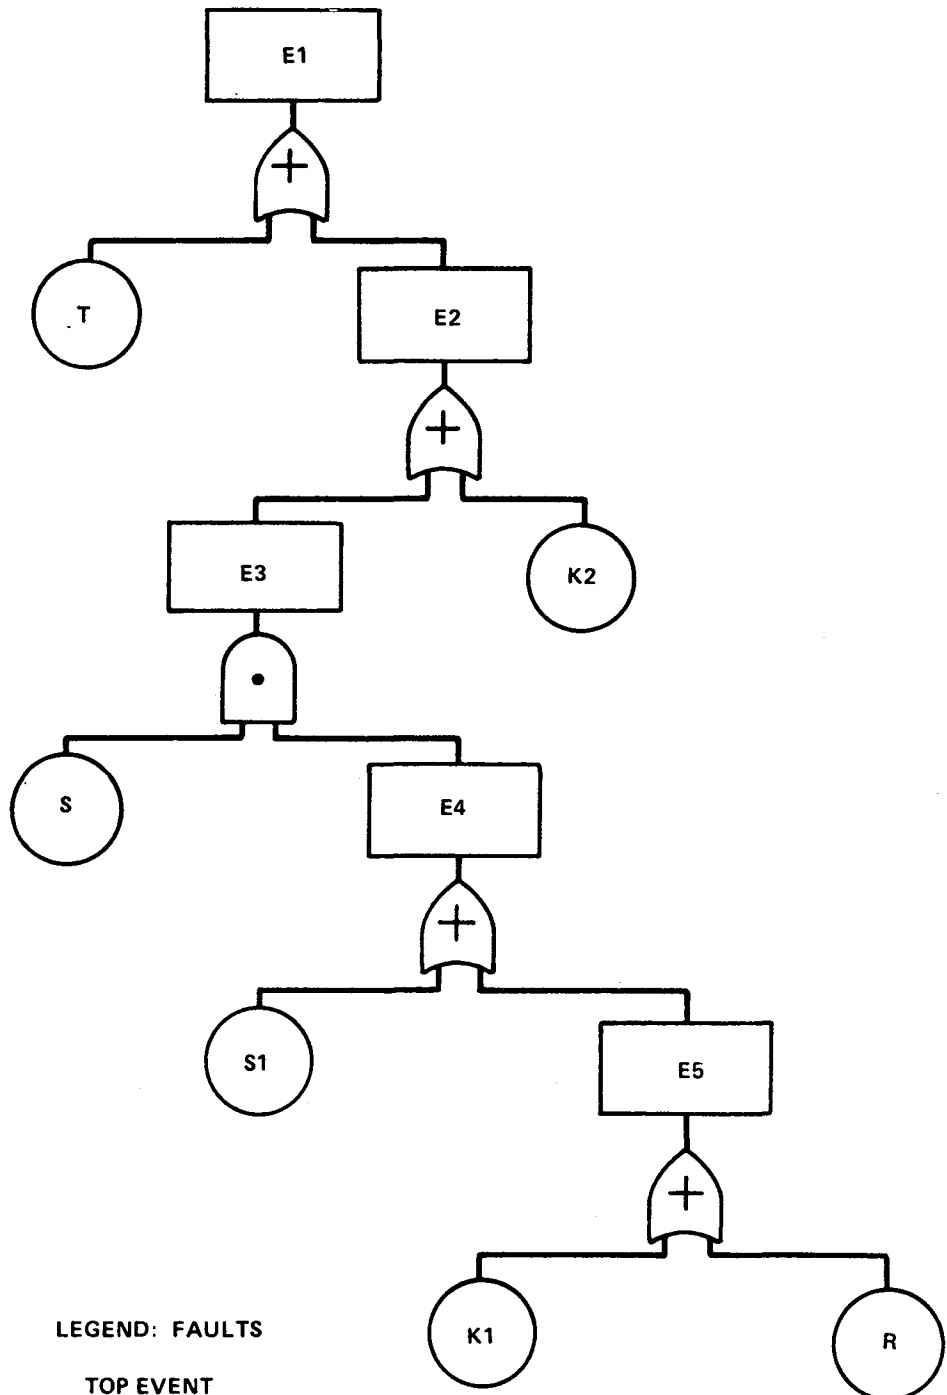 E1
+
T
E2
+
E3
K2
•
S
E4
+
S1
E5
+
K1
R
LEGEND: FAULTS
TOP EVENT